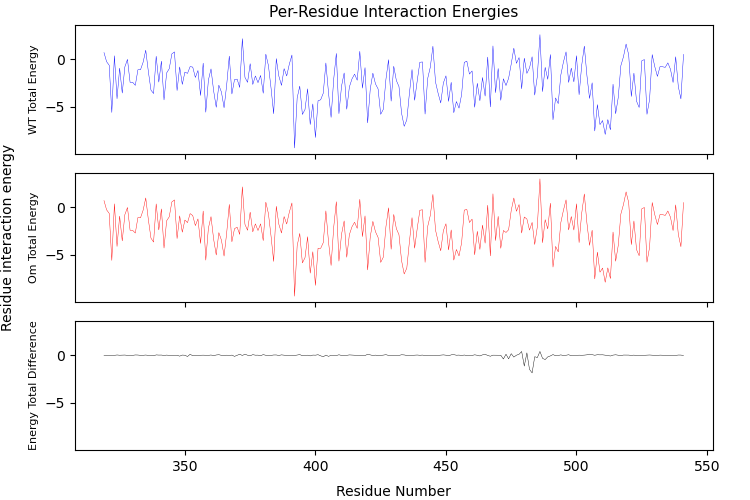 Per-Residue Interaction Energies
Residue interaction energy
WT Total Energy
0
−5
Om Total Energy
0
−5
Energy Total Difference
0
−5
350
400
450
500
550
Residue Number